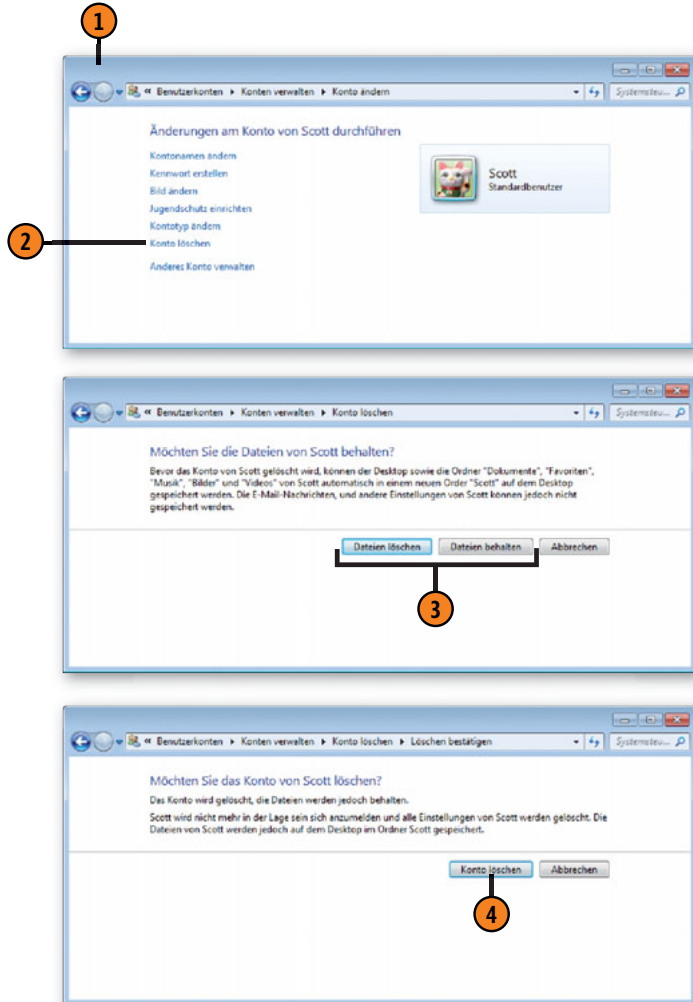 1
« Benutzerkonten ▸ Konten verwalten ▸ Konto ändern
Systemsteu...
Änderungen am Konto von Scott durchführen
Kontonamen ändern
Kennwort erstellen
Bild ändern
Jugendschutz einrichten
Kontotyp ändern
Konto löschen
Anderes Konto verwalten
Scott
Standardbenutzer
2
« Benutzerkonten ▸ Konten verwalten ▸ Konto löschen
Systemsteu...
Möchten Sie die Dateien von Scott behalten?
Bevor das Konto von Scott gelöscht wird, können der Desktop sowie die Ordner "Dokumente", "Favoriten",
"Musik", "Bilder" und "Videos" von Scott automatisch in einem neuen Order "Scott" auf dem Desktop
gespeichert werden. Die E-Mail-Nachrichten, und andere Einstellungen von Scott können jedoch nicht
gespeichert werden.
Dateien löschen Dateien behalten Abbrechen
3
« Benutzerkonten ▸ Konten verwalten ▸ Konto löschen ▸ Löschen bestätigen
Systemsteu...
Möchten Sie das Konto von Scott löschen?
Das Konto wird gelöscht, die Dateien werden jedoch behalten.
Scott wird nicht mehr in der Lage sein sich anzumelden und alle Einstellungen von Scott werden gelöscht. Die
Dateien von Scott werden jedoch auf dem Desktop im Ordner Scott gespeichert.
Konto löschen Abbrechen
4